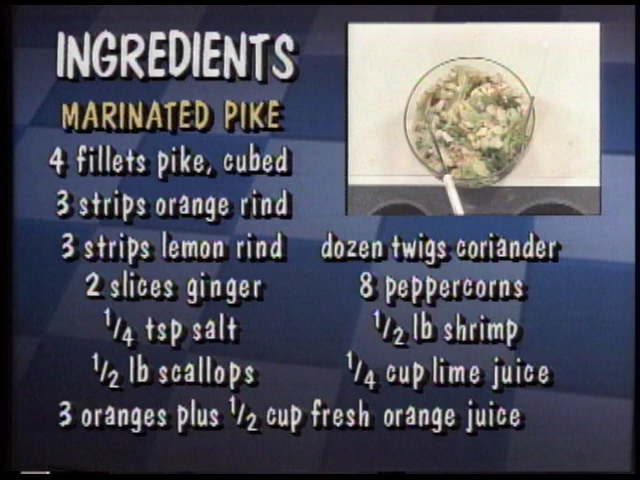 INGREDIENTS
MARINATED PIKE
4 fillets pike, cubed
3 strips orange rind
3 strips lemon rind
dozen twigs coriander
2 slices ginger
8 peppercorns
1/4 tsp salt
1/2 lb shrimp
1/2 lb scallops
1/4 cup lime juice
3 oranges plus 1/2 cup fresh orange juice